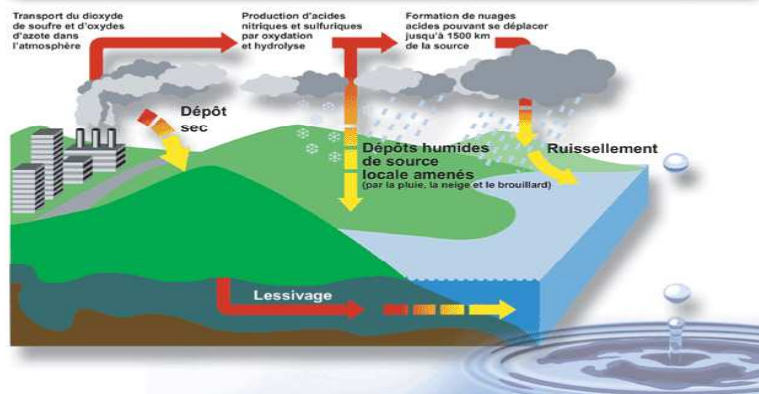 Transport du dioxyde
de soufre et d'oxydes
d'azote dans
l'atmosphère
Production d'acides
nitriques et sulfuriques
par oxydation
et hydrolyse
Formation de nuages
acides pouvant se déplacer
jusqu'à 1500 km
de la source
Dépôt
sec
Dépôts humides
de source
locale amenés
(par la pluie, la neige et le brouillard)
Ruissellement
Lessivage